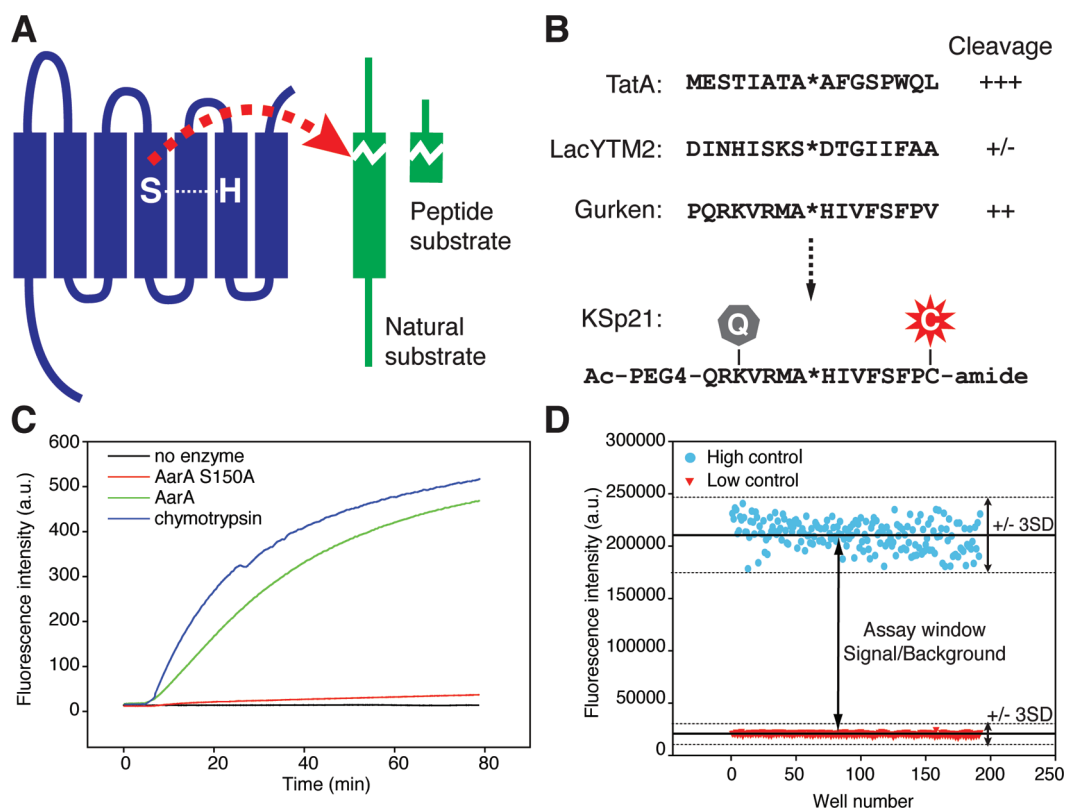 A
S
H
Peptide
substrate
Natural
substrate
B
Cleavage
TatA: MESTIATA*AFGSPWQL +++
LacYTM2: DINHISKS*DTGIIFAA +/-
Gurken: PQRKVRMA*HIVFSFPV ++
KSp21:
Q
C
Ac-PEG4-QRKVRMA*HIVFSFPC-amide
C
Fluorescence intensity (a.u.)
600
500
400
300
200
100
0
no enzyme
AarA S150A
AarA
chymotrypsin
0 20 40 60 80
Time (min)
D
Fluorescence intensity (a.u.)
300000
250000
200000
150000
100000
50000
0
High control
Low control
+/- 3SD
Assay window
Signal/Background
+/- 3SD
0 50 100 150 200 250
Well number